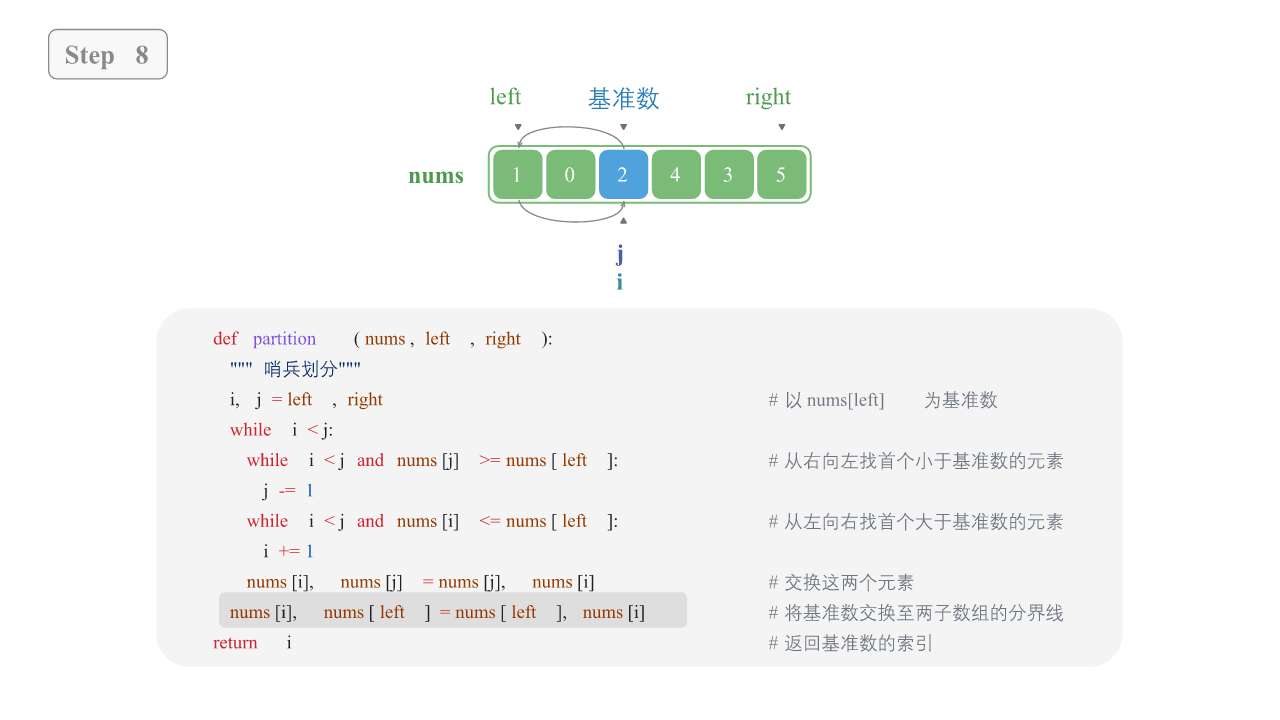 Step 8
left 基准数 right
nums 1 0 2 4 3 5
j
i
def partition(nums, left, right):
""" 哨兵划分"""
i, j = left, right # 以 nums[left] 为基准数
while i < j:
while i < j and nums[j] >= nums[left]: # 从右向左找首个小于基准数的元素
j -= 1
while i < j and nums[i] <= nums[left]: # 从左向右找首个大于基准数的元素
i += 1
nums[i], nums[j] = nums[j], nums[i] # 交换这两个元素
nums[i], nums[left] = nums[left], nums[i] # 将基准数交换至两子数组的分界线
return i # 返回基准数的索引